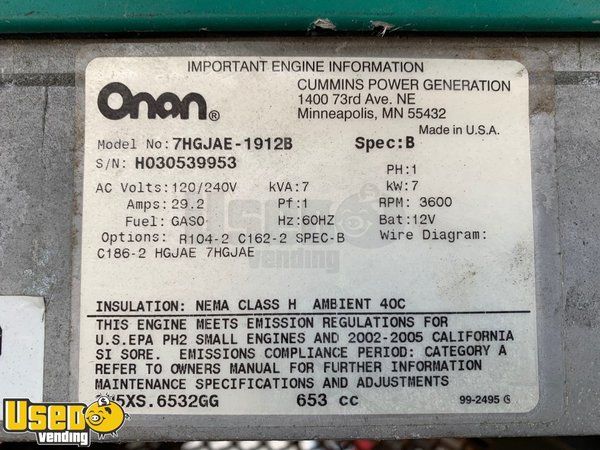 IMPORTANT ENGINE INFORMATION
Onan®
CUMMINS POWER GENERATION
1400 73rd Ave. NE
Minneapolis, MN 55432
Made in U.S.A.
Model No: 7HGJAE-1912B Spec: B
S/N: H030539953
PH: 1
AC Volts: 120/240V kVA: 7 kW: 7
Amps: 29.2 Pf: 1 RPM: 3600
Fuel: GASO Hz: 60HZ Bat: 12V
Options: R104-2 C162-2 SPEC-B Wire Diagram:
C186-2 HGJAE 7HGJAE
INSULATION: NEMA CLASS H AMBIENT 40C
THIS ENGINE MEETS EMISSION REGULATIONS FOR
U.S.EPA PH2 SMALL ENGINES AND 2002-2005 CALIFORNIA
SI SORE. EMISSIONS COMPLIANCE PERIOD: CATEGORY A
REFER TO OWNERS MANUAL FOR FURTHER INFORMATION
MAINTENANCE SPECIFICATIONS AND ADJUSTMENTS
5XS.6532GG 653 cc 99-2495 G
Used
vending
vending